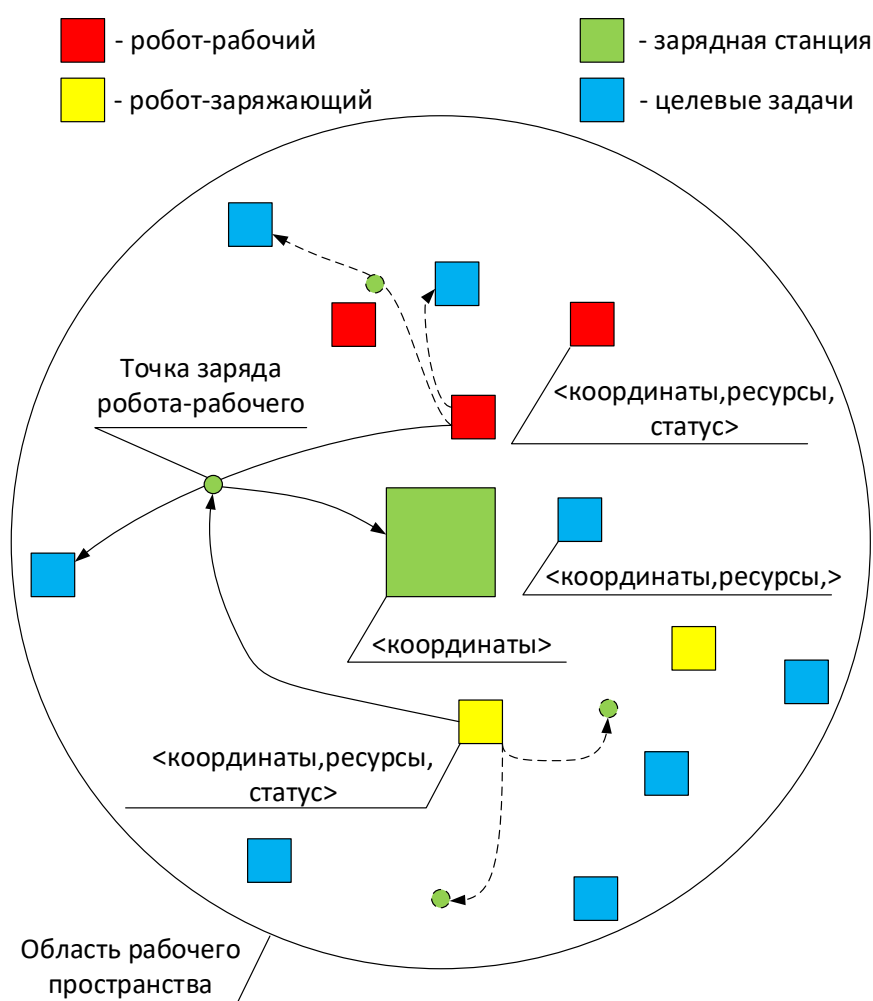 - робот-рабочий
- зарядная станция
- робот-заряжающий
- целевые задачи
Точка заряда
робота-рабочего
<координаты,ресурсы,
статус>
<координаты,ресурсы,>
<координаты>
<координаты,ресурсы,
статус>
Область рабочего
пространства